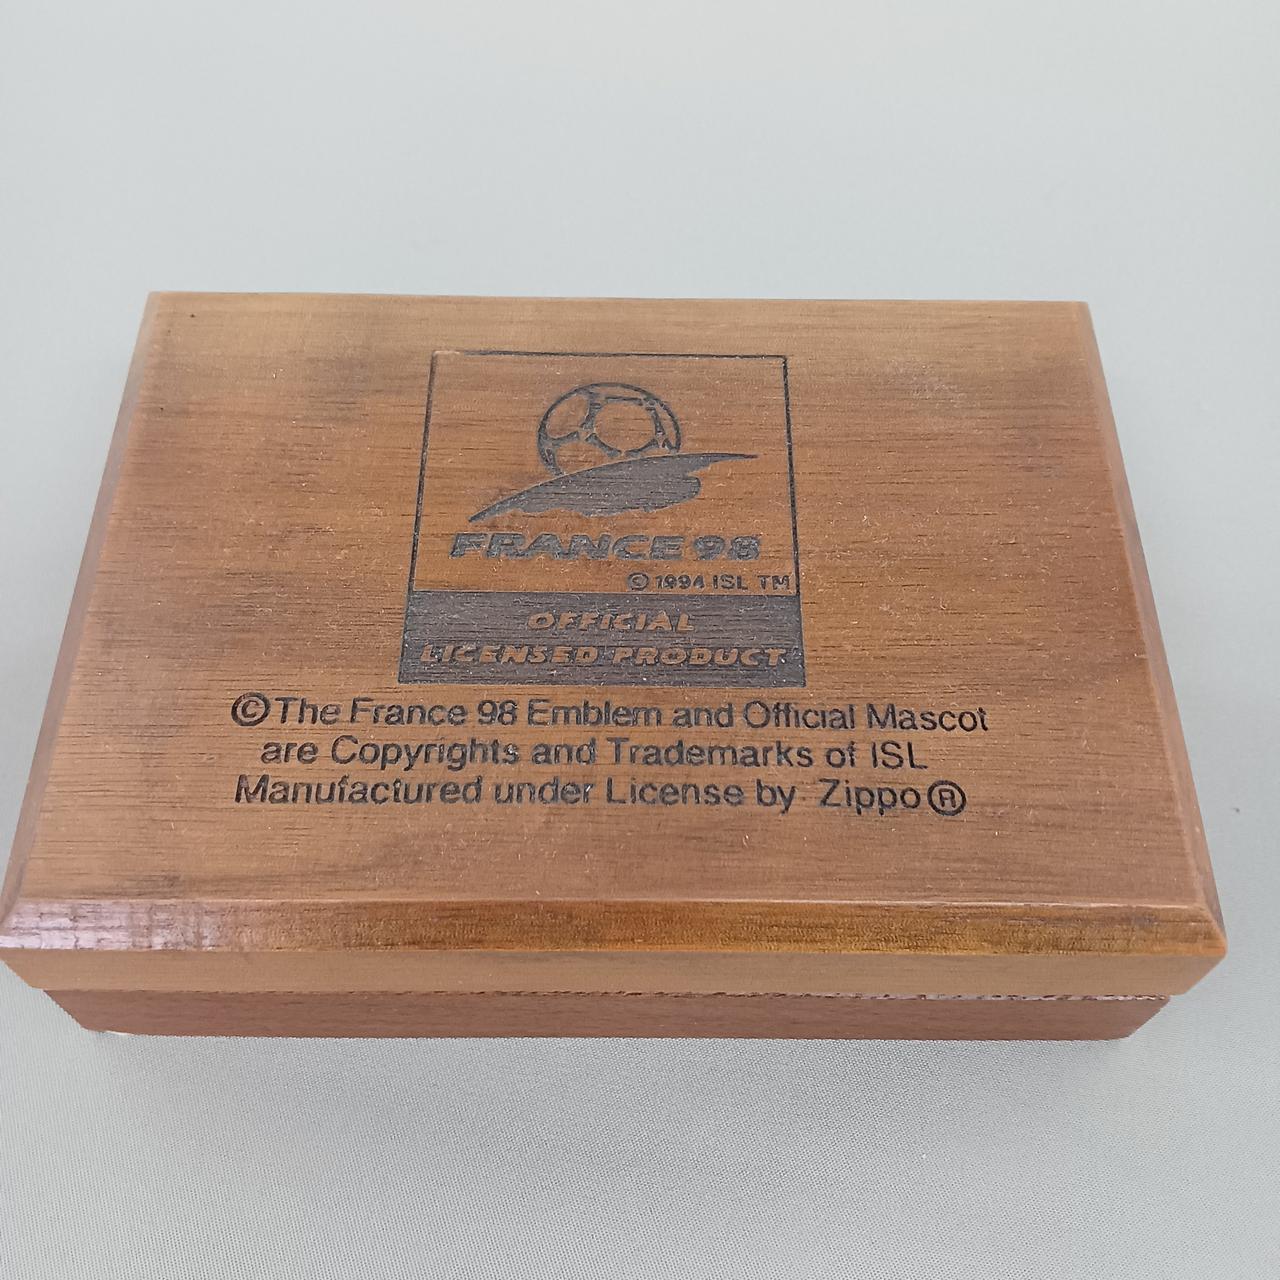 FRANCE 98
© 1994 ISL TM
OFFICIAL
LICENSED PRODUCT
©The France 98 Emblem and Official Mascot
are Copyrights and Trademarks of ISL
Manufactured under License by Zippo®